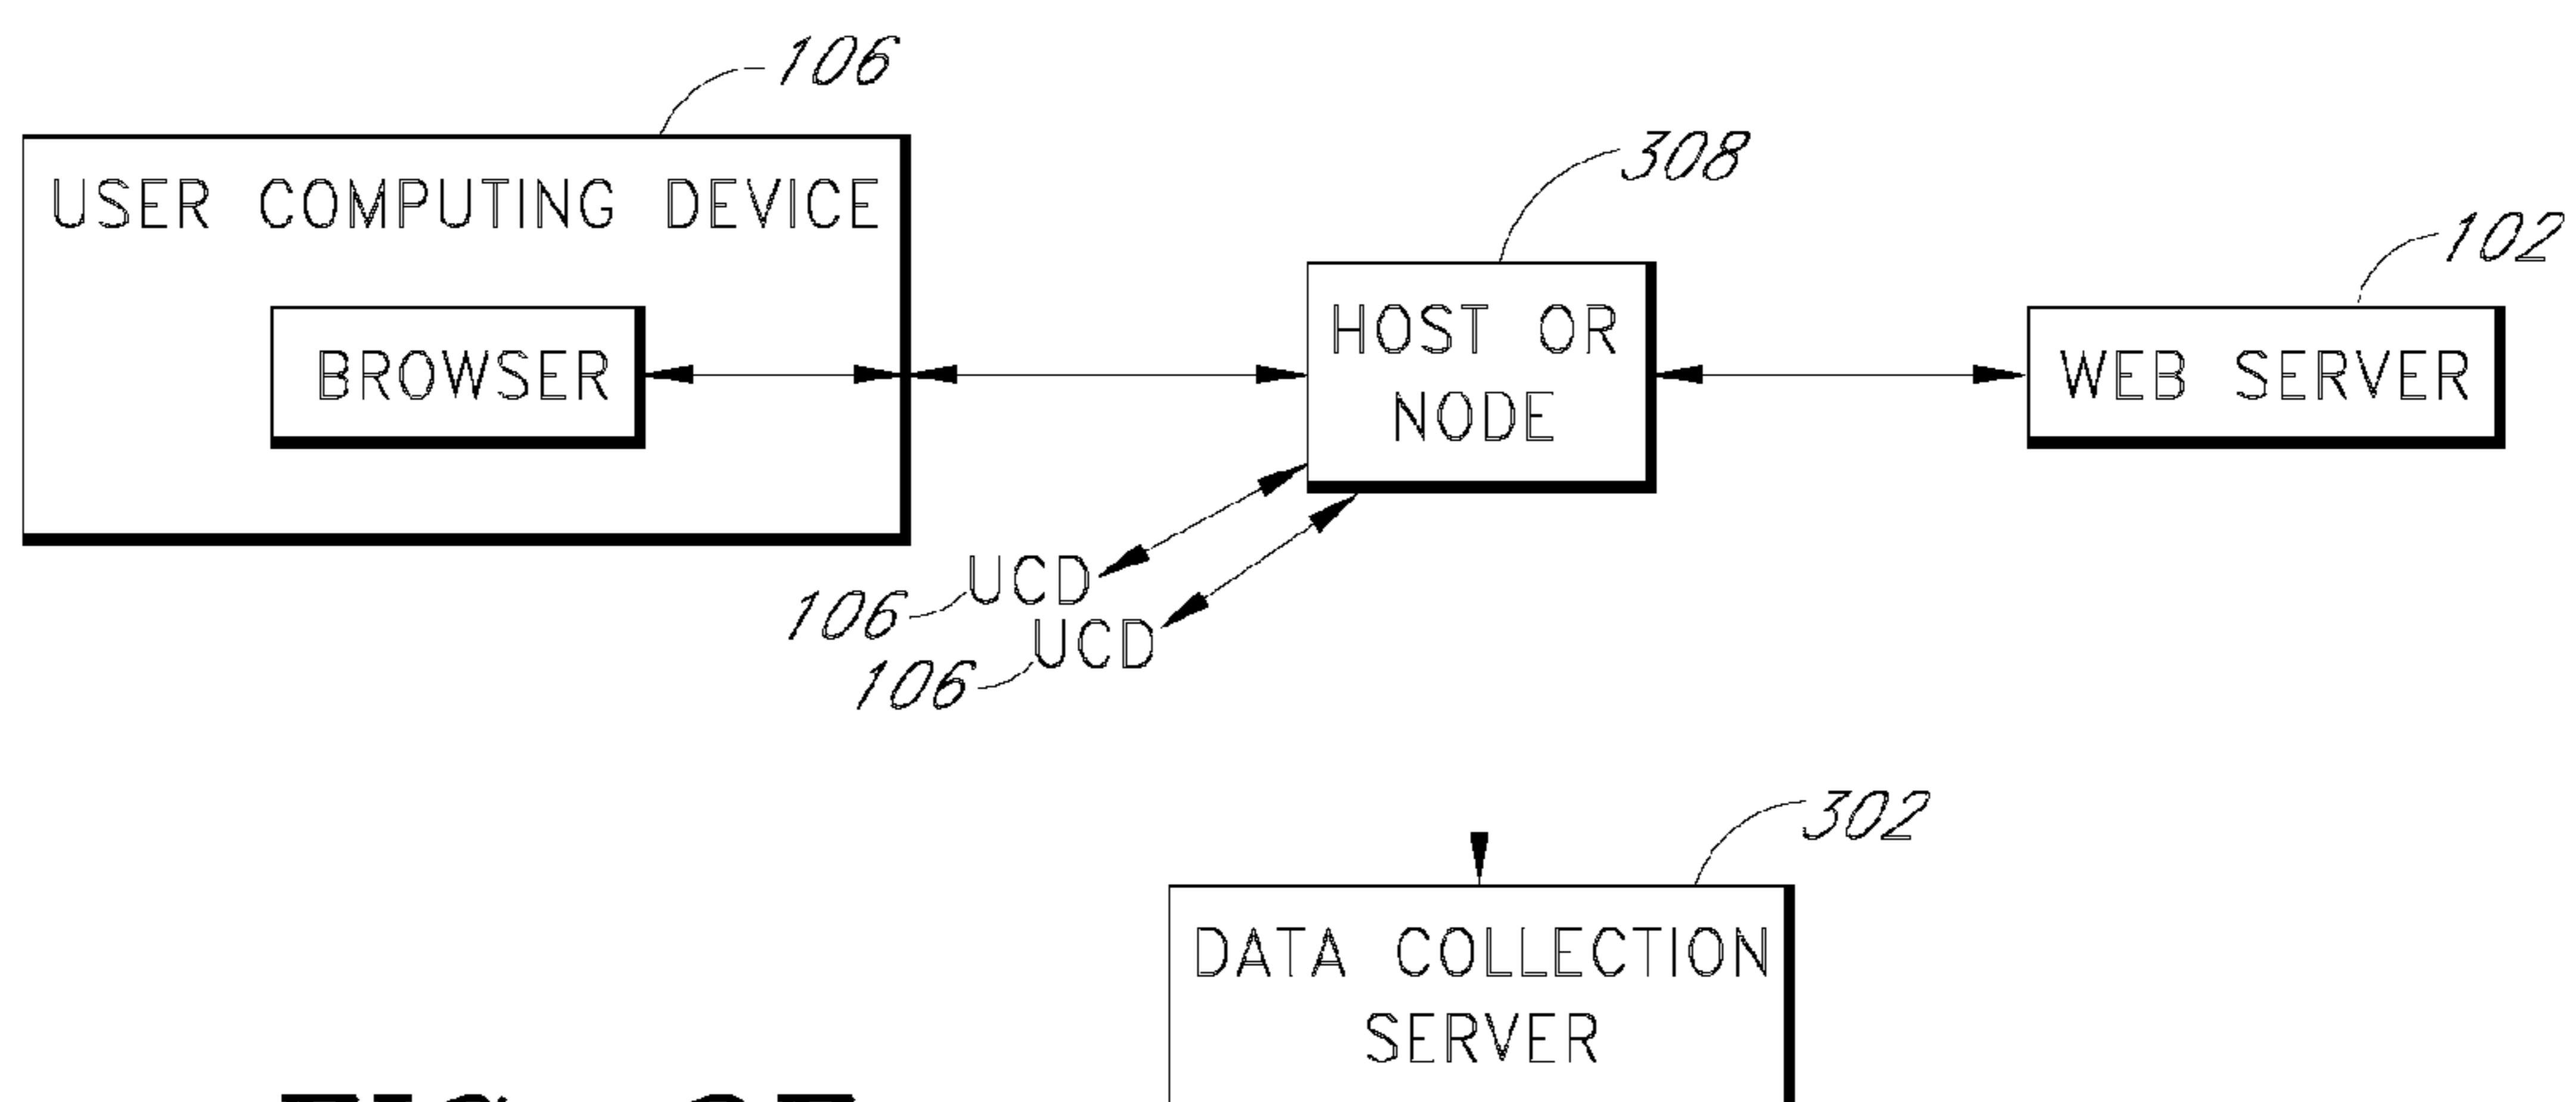 106
308
102
USER COMPUTING DEVICE
HOST OR
NODE
BROWSER
WEB SERVER
106 UCD
106 UCD
302
DATA COLLECTION
SERVER